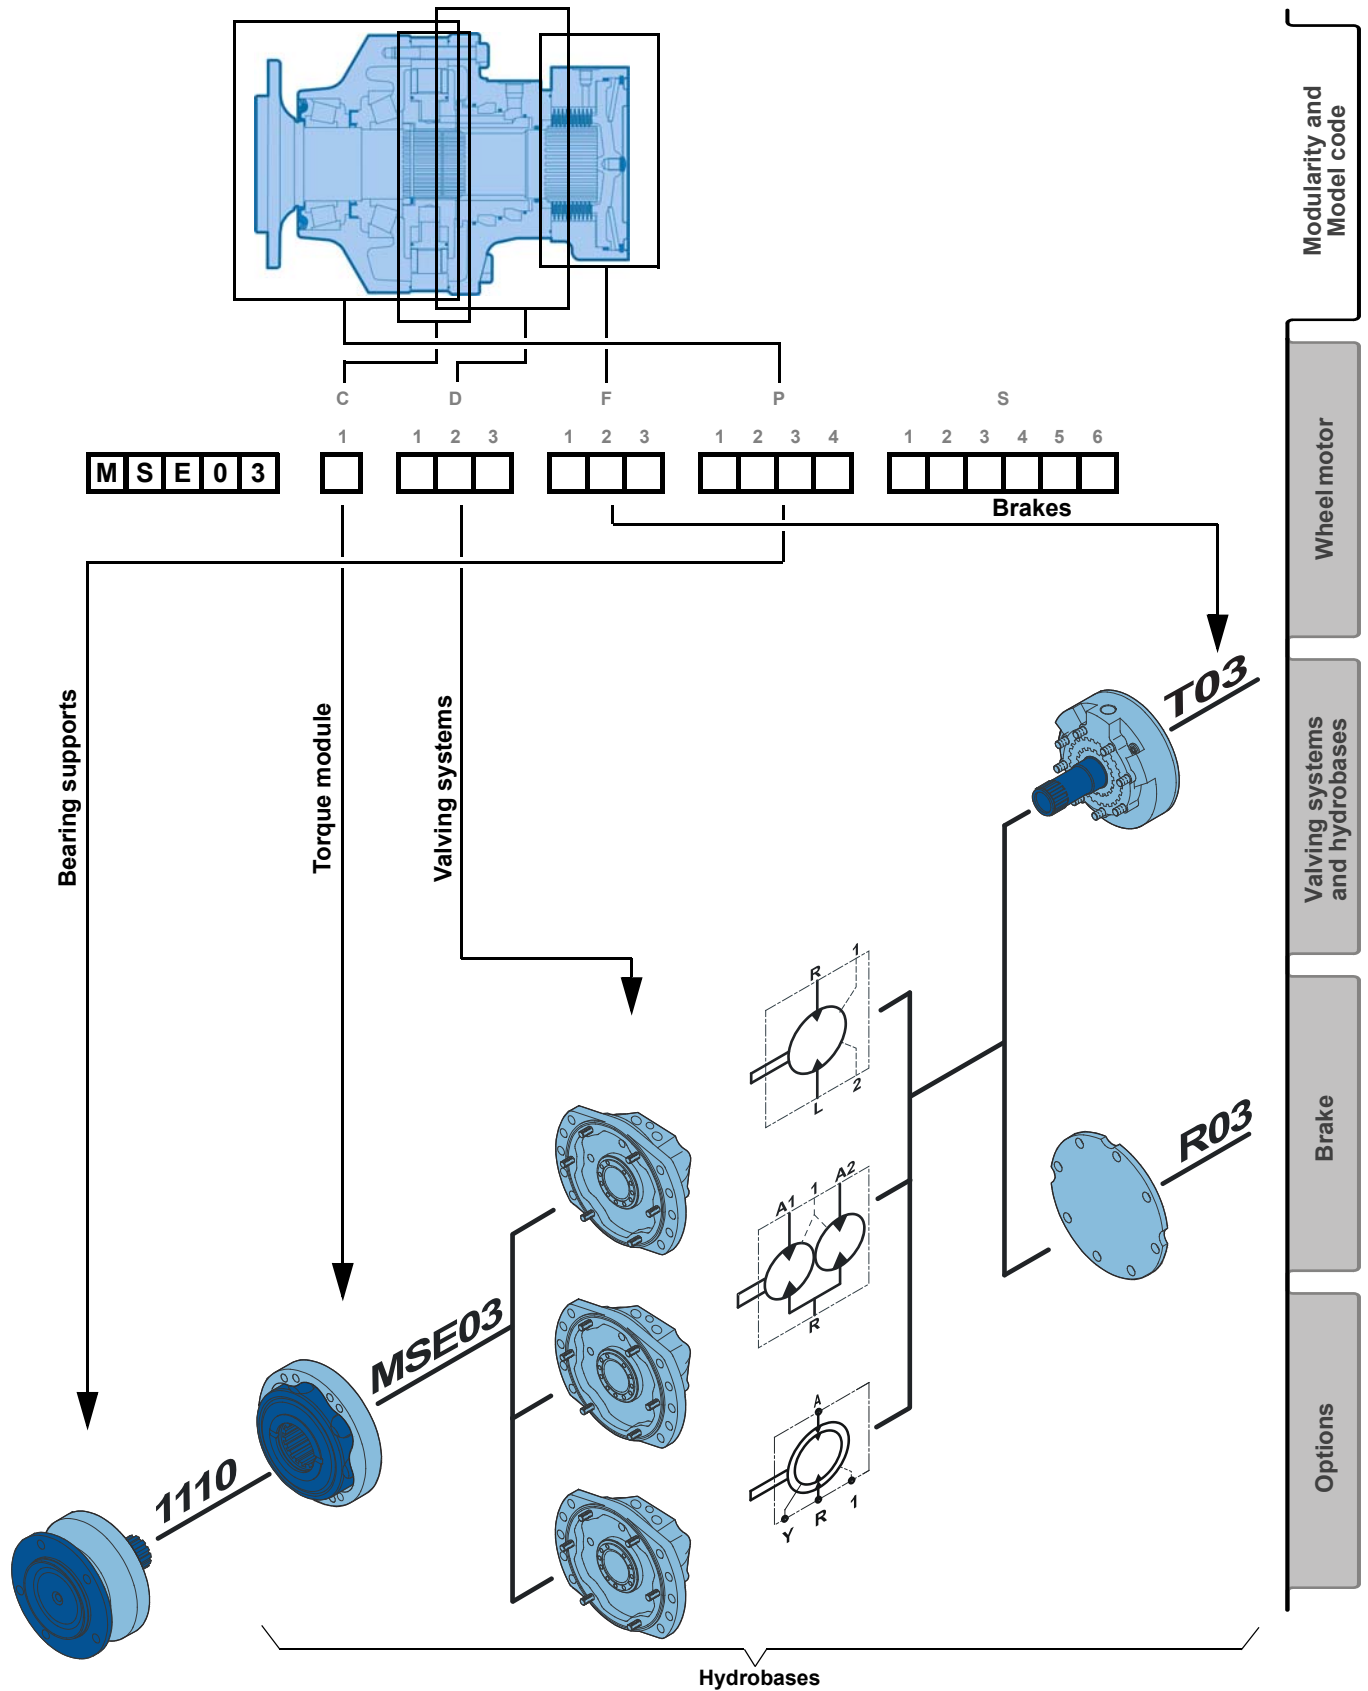 C D F P S
1 1 2 3 1 2 3 1 2 3 4 1 2 3 4 5 6
M S E 0 3
Brakes
Bearing supports
Torque module
Valving systems
T03
R 1
L 2
A1 1 A2
R
R03
MSE03
A
Y R 1
1110
Hydrobases
Modularity and
Model code
Wheel motor
Valving systems
and hydrobases
Brake
Options